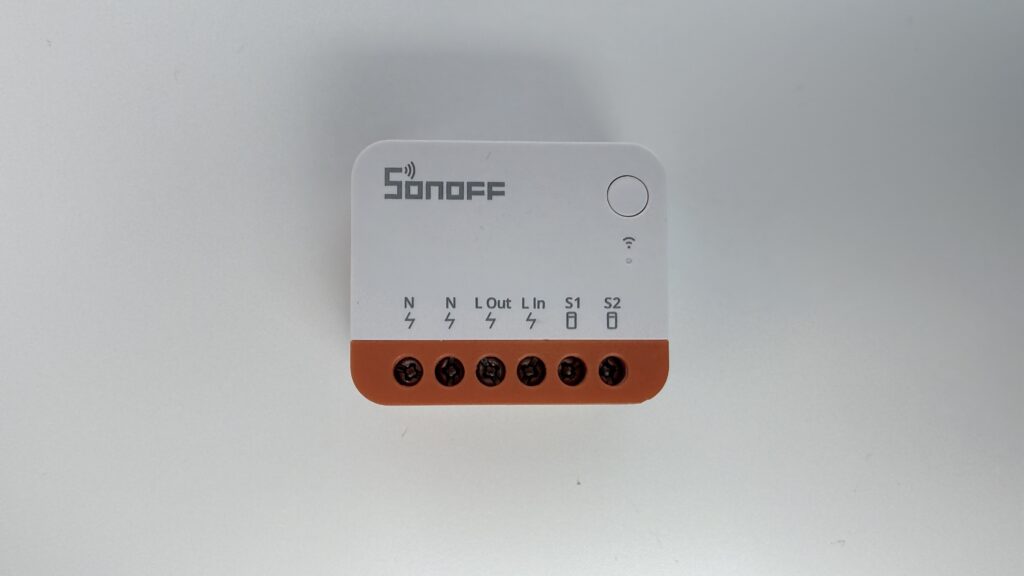 SONOFF
N N L Out L In S1 S2